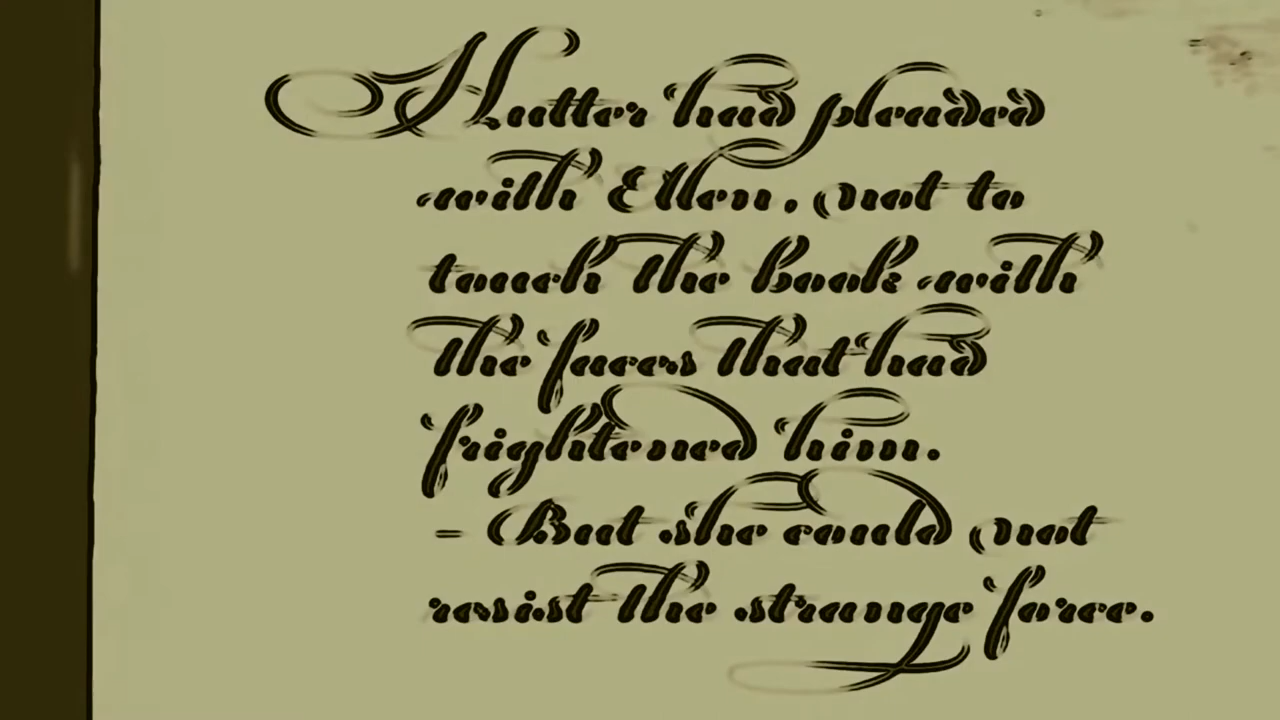 Hutter had pleaded
with Ellen, not to
touch the book with
the faces that had
frightened him.
- But she could not
resist the strange force.